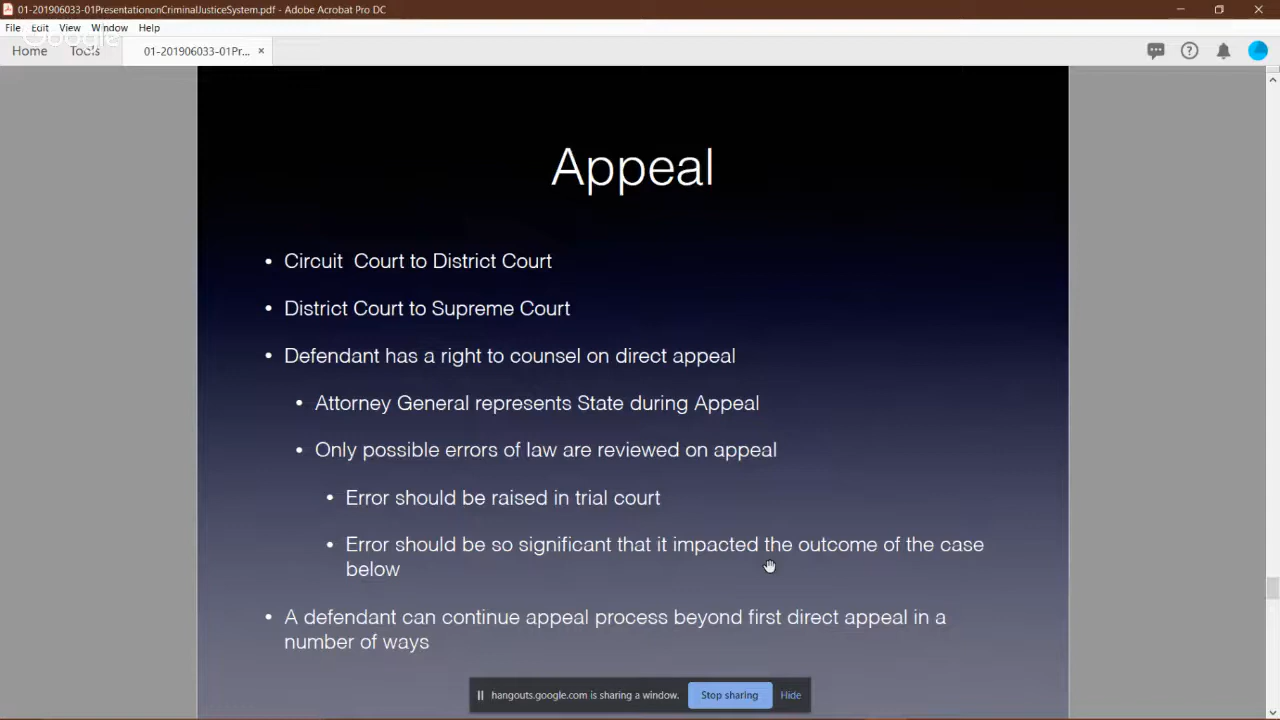 01-201906033-01PresentationonCriminalJusticeSystem.pdf - Adobe Acrobat Pro DC
File Edit View Window Help
Google
Home Tools 01-201906033-01Pr... ×
Appeal
• Circuit Court to District Court
• District Court to Supreme Court
• Defendant has a right to counsel on direct appeal
• Attorney General represents State during Appeal
• Only possible errors of law are reviewed on appeal
• Error should be raised in trial court
• Error should be so significant that it impacted the outcome of the case
below
• A defendant can continue appeal process beyond first direct appeal in a
number of ways
hangouts.google.com is sharing a window. Stop sharing Hide